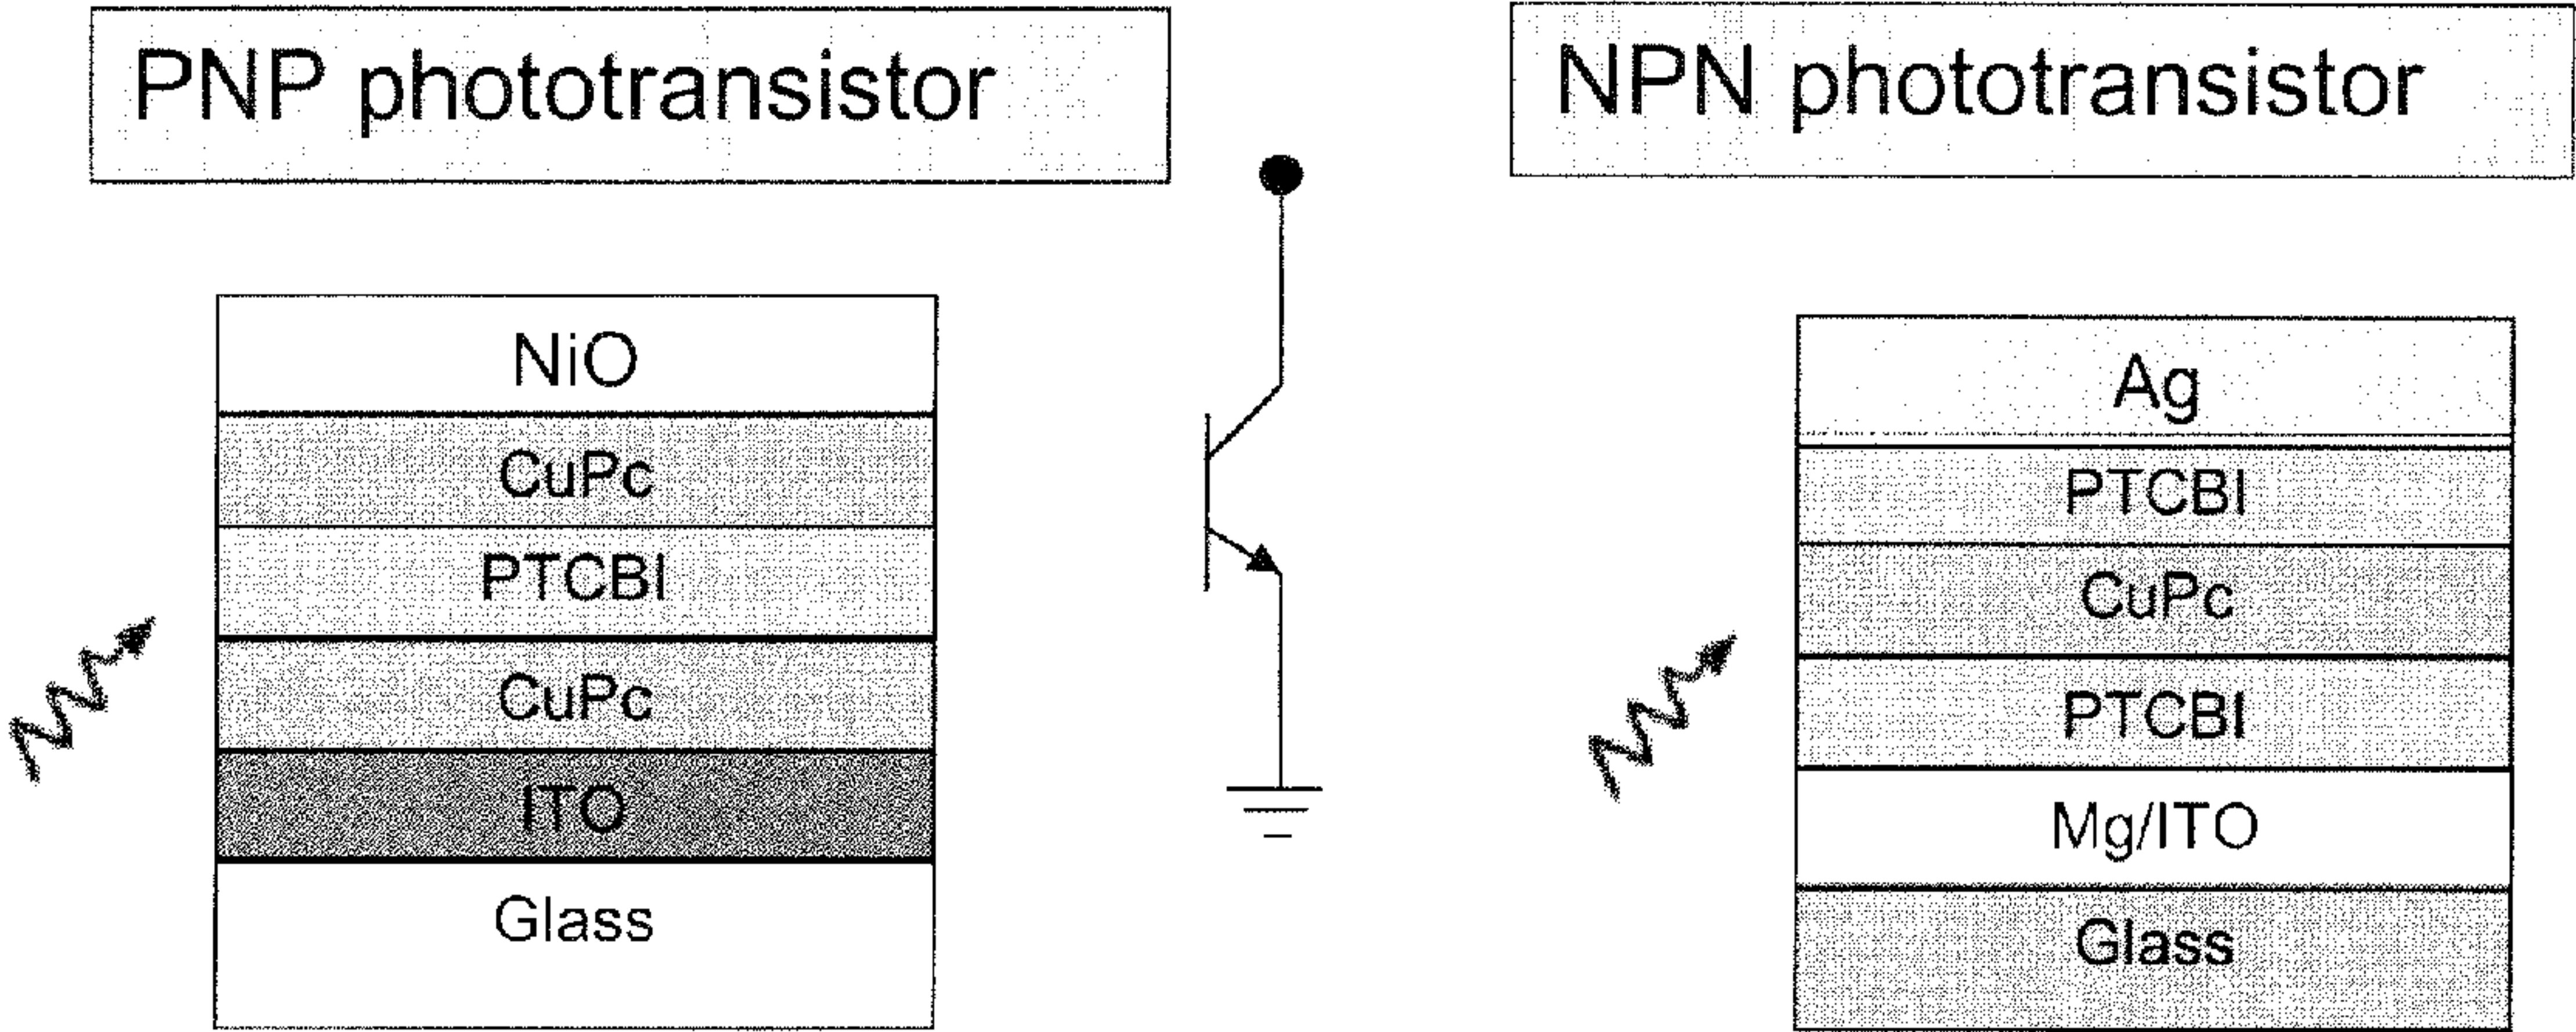 PNP phototransistor
NiO
CuPc
PTCBI
CuPc
ITO
Glass
NPN phototransistor
Ag
PTCBI
CuPc
PTCBI
Mg/ITO
Glass